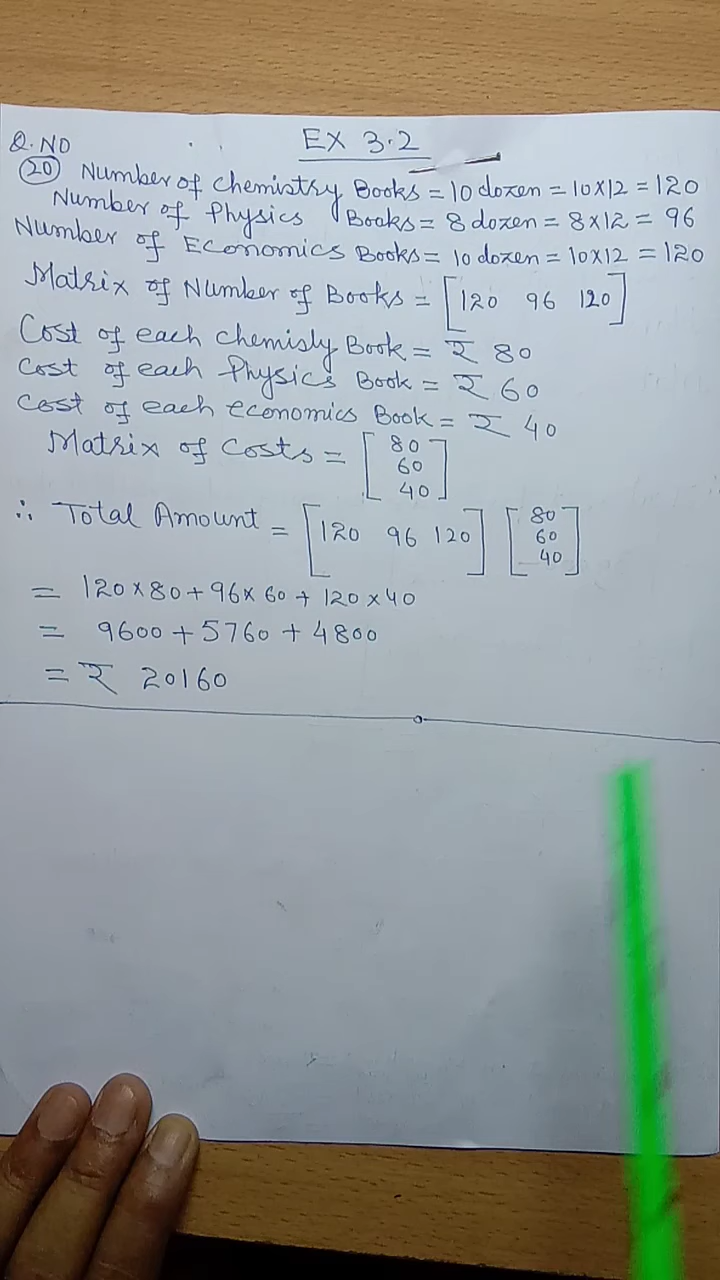 Q.NO EX 3.2
(20) Number of Chemistry Books = 10 dozen = 10×12 = 120
Number of Physics Books = 8 dozen = 8×12 = 96
Number of Economics Books = 10 dozen = 10×12 = 120
Matrix of Number of Books = [120 96 120]
Cost of each chemistry Book = ₹ 80
Cost of each Physics Book = ₹ 60
Cost of each economics Book = ₹ 40
Matrix of Costs = [80
60
40]
∴ Total Amount = [120 96 120] [80
60
40]
= 120×80+96×60+120×40
= 9600+5760+4800
= ₹ 20160